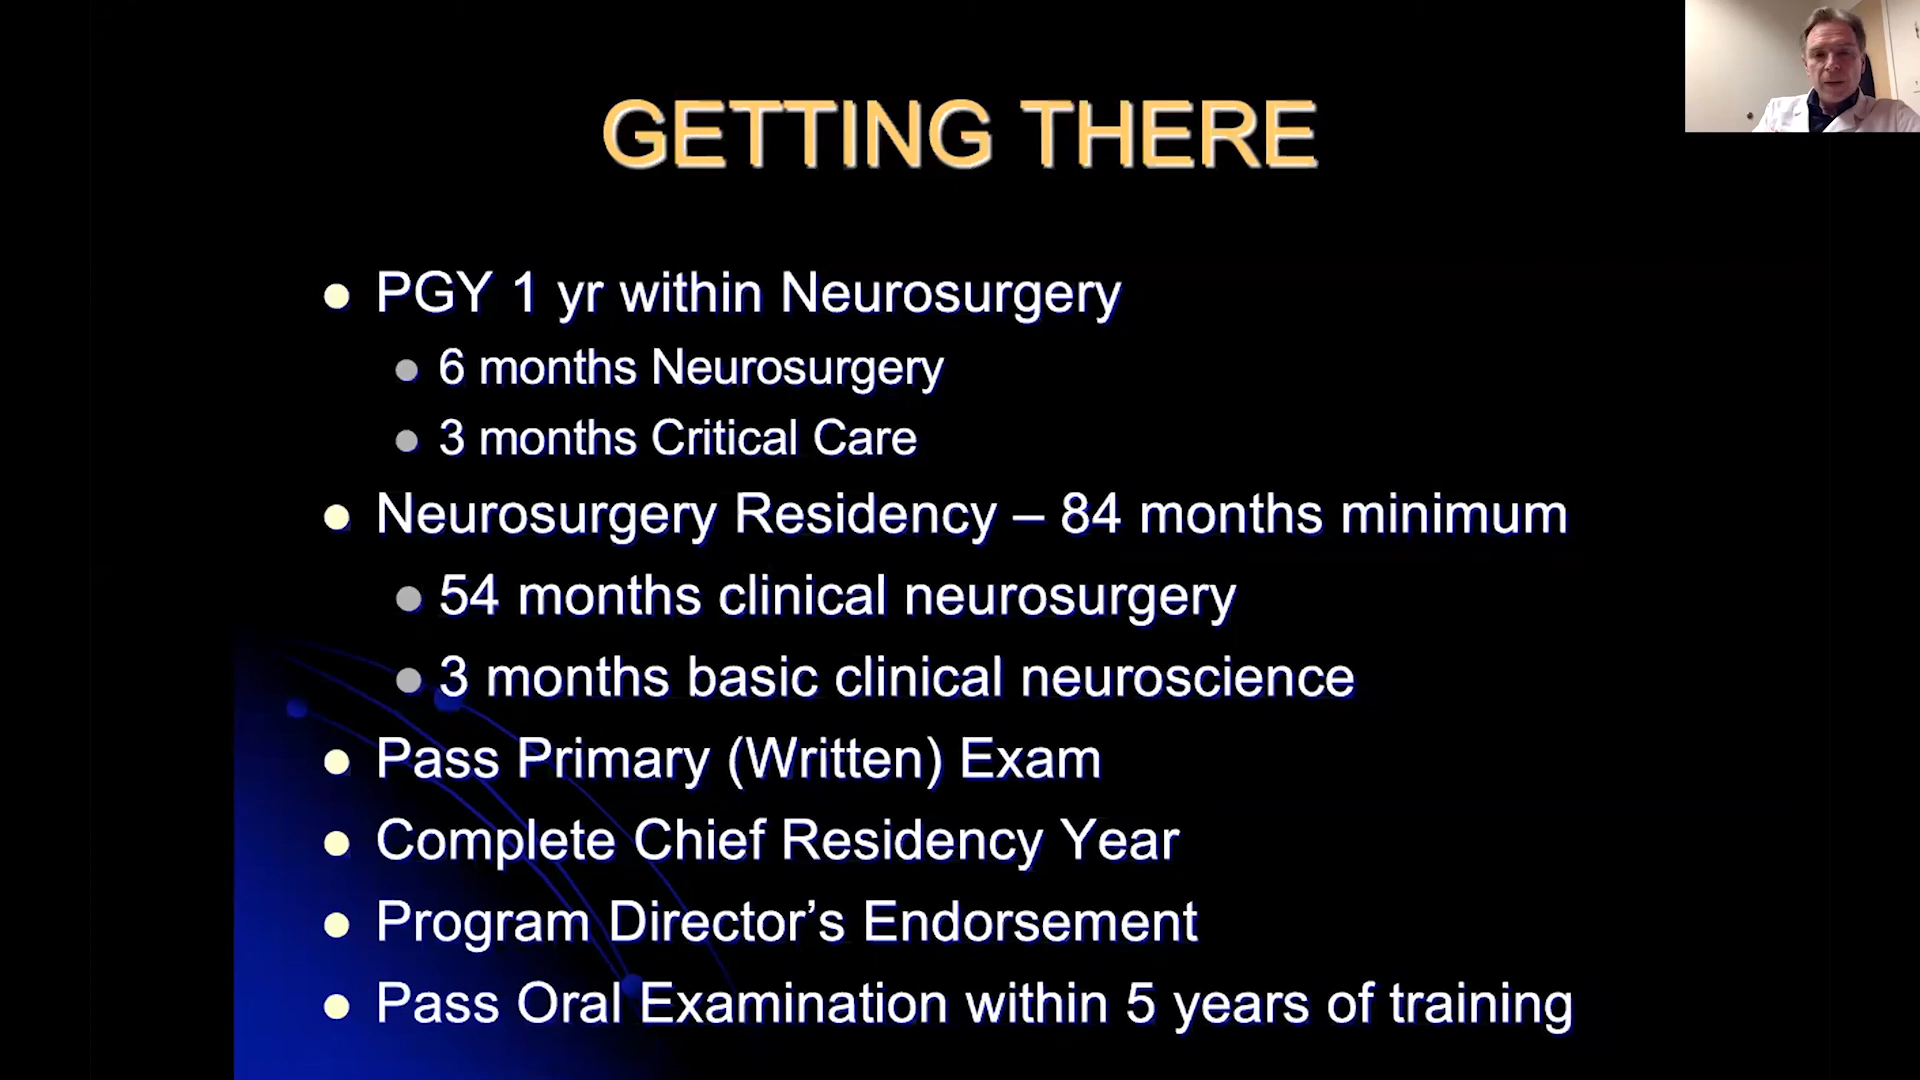 GETTING THERE
PGY 1 yr within Neurosurgery
6 months Neurosurgery
3 months Critical Care
Neurosurgery Residency – 84 months minimum
54 months clinical neurosurgery
3 months basic clinical neuroscience
Pass Primary (Written) Exam
Complete Chief Residency Year
Program Director’s Endorsement
Pass Oral Examination within 5 years of training